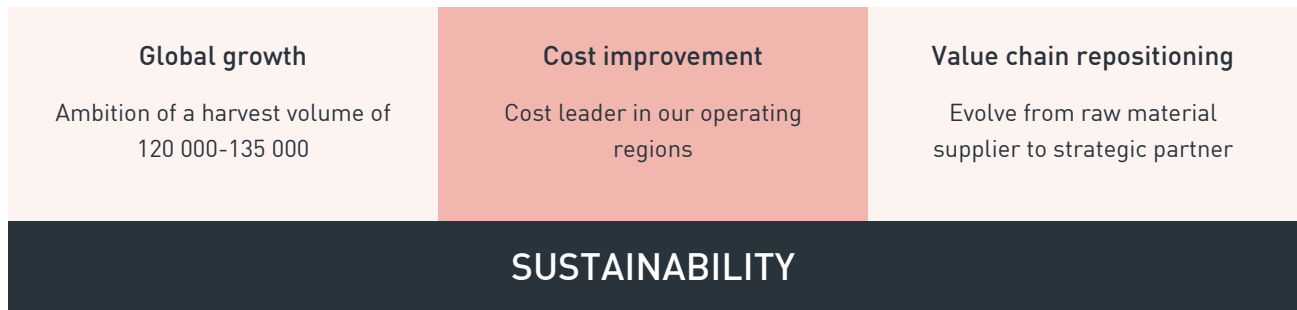 Global growth
Ambition of a harvest volume of
120 000-135 000
Cost improvement
Cost leader in our operating
regions
Value chain repositioning
Evolve from raw material
supplier to strategic partner
SUSTAINABILITY